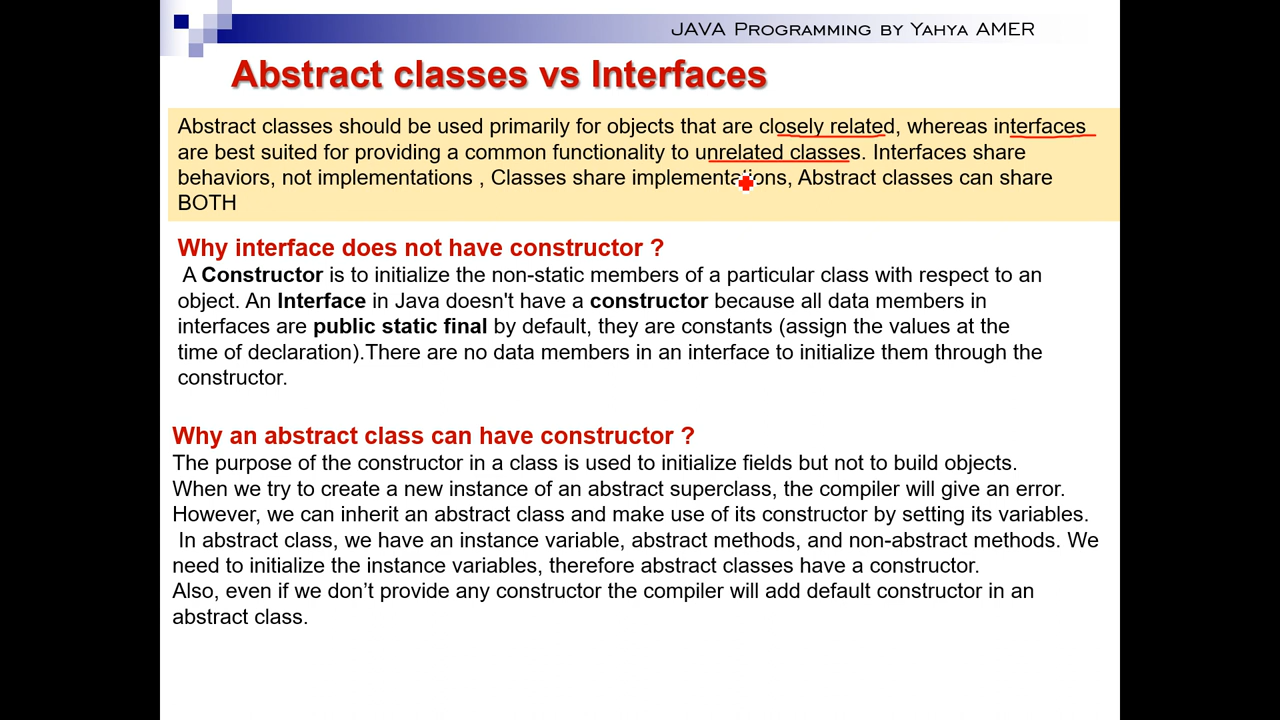 JAVA Programming by Yahya AMER
Abstract classes vs Interfaces
Abstract classes should be used primarily for objects that are closely related, whereas interfaces
are best suited for providing a common functionality to unrelated classes. Interfaces share
behaviors, not implementations , Classes share implementations, Abstract classes can share
BOTH
Why interface does not have constructor ?
A Constructor is to initialize the non-static members of a particular class with respect to an
object. An Interface in Java doesn't have a constructor because all data members in
interfaces are public static final by default, they are constants (assign the values at the
time of declaration).There are no data members in an interface to initialize them through the
constructor.
Why an abstract class can have constructor ?
The purpose of the constructor in a class is used to initialize fields but not to build objects.
When we try to create a new instance of an abstract superclass, the compiler will give an error.
However, we can inherit an abstract class and make use of its constructor by setting its variables.
In abstract class, we have an instance variable, abstract methods, and non-abstract methods. We
need to initialize the instance variables, therefore abstract classes have a constructor.
Also, even if we don’t provide any constructor the compiler will add default constructor in an
abstract class.